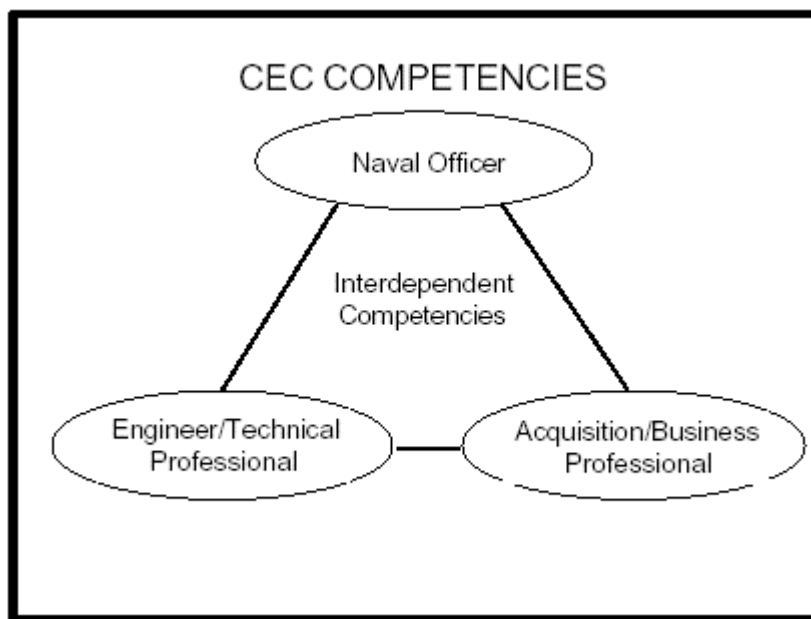 CEC COMPETENCIES
Naval Officer
Interdependent
Competencies
Engineer/Technical
Professional
Acquisition/Business
Professional